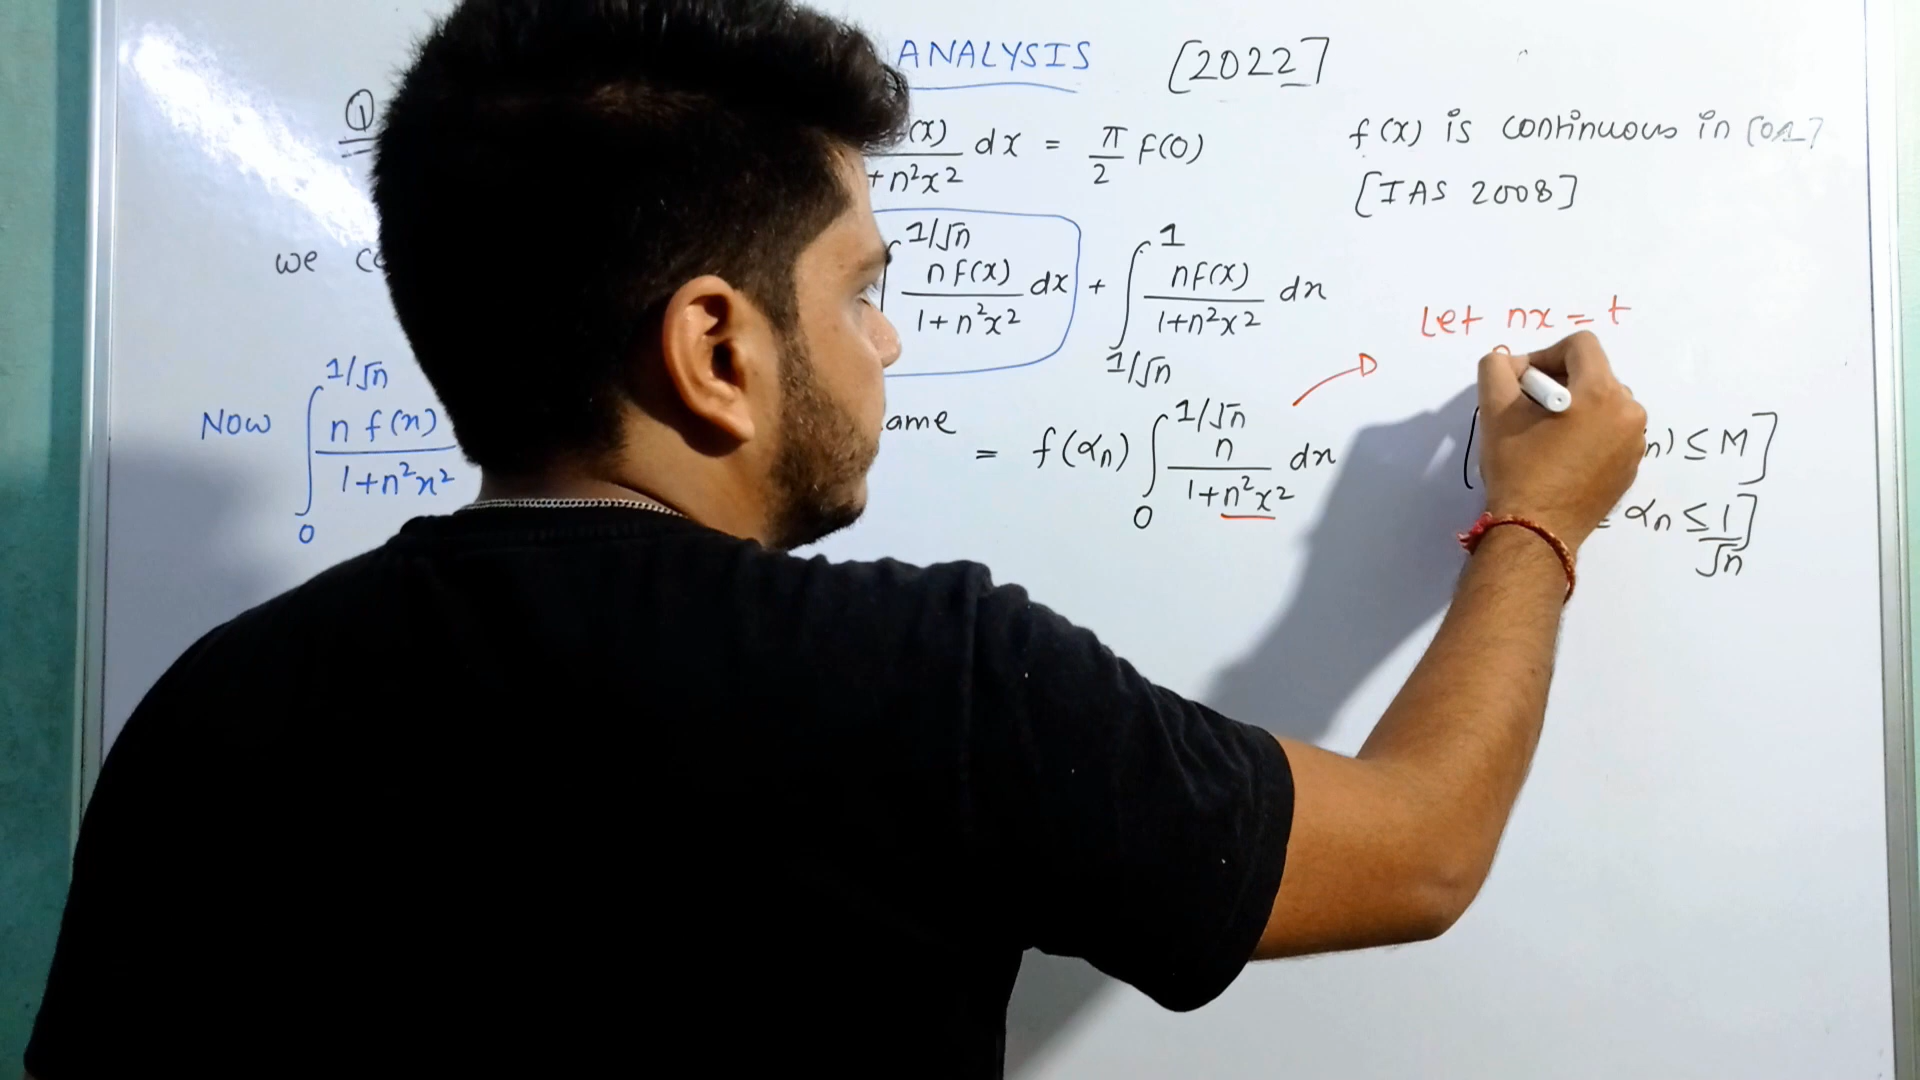 ANALYSIS [2022]
①
(x)/+n²x² dx = π/2 f(0)
f(x) is continuous in [0,1]
[IAS 2008]
we
∫ 1/√n nf(x)/1+n²x² dx + ∫ 1/√n 1 nf(x)/1+n²x² dx
Let nx = t
Now ∫ 0 1/√n n f(x)/1+n²x²
ame = f(αn) ∫ 0 1/√n n/1+n²x² dx
n) ≤ M]
αn ≤ 1/√n]